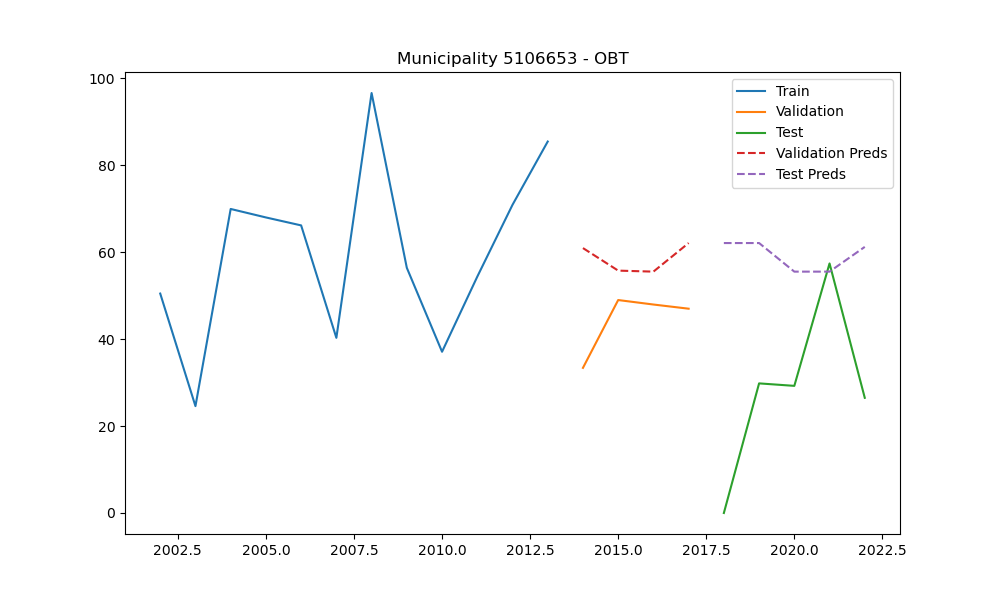 Municipality 5106653 - OBT
100
80
60
40
20
0
2002.5 2005.0 2007.5 2010.0 2012.5 2015.0 2017.5 2020.0 2022.5
Train
Validation
Test
Validation Preds
Test Preds